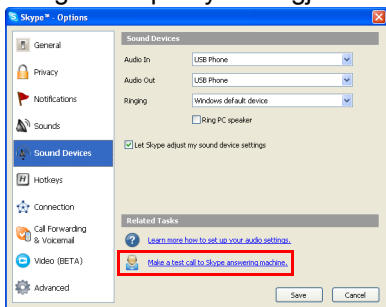 Skype™ - Options
General
Privacy
Notifications
Sounds
Sound Devices
Hotkeys
Connection
Call Forwarding
& Voicemail
Video (BETA)
Advanced
Sound Devices
Audio In USB Phone
Audio Out USB Phone
Ringing Windows default device
Ring PC speaker
Let Skype adjust my sound device settings
Related Tasks
Learn more how to set up your audio settings.
Make a test call to Skype answering machine.
Save Cancel